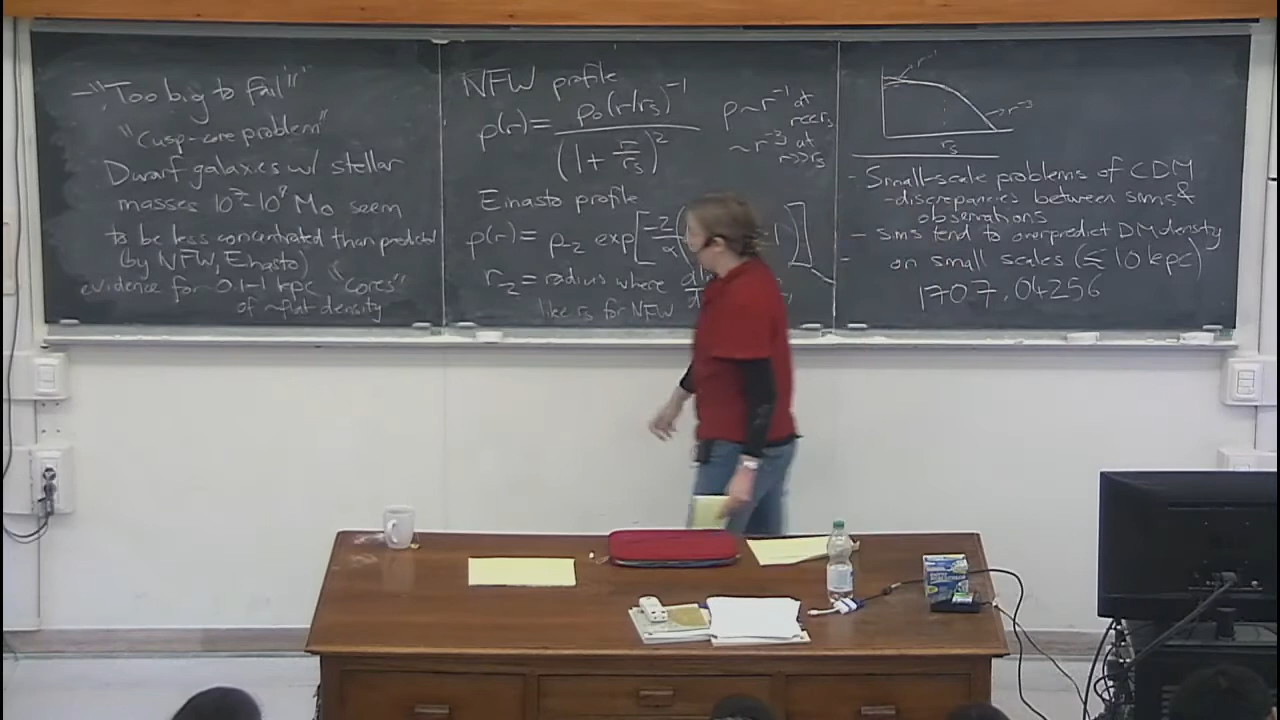 - "Too big to fail"
"Cusp-core problem"
Dwarf galaxies w/ stellar
masses 10⁷-10⁹ M☉ seem
to be less concentrated than predicted
(by NFW, Einasto)
evidence for 0.1-1 kpc "cores"
of ~flat density
NFW profile
ρ(r) = ρ₀(r/rₛ)⁻¹ / (1 + r/rₛ)²
ρ~r⁻¹ at
r<<rₛ
~r⁻³ at
r>>rₛ
Einasto profile
ρ(r) = ρ₋₂ exp[-2/α( -1)]
r₋₂ = radius where
like rₛ for NFW
r⁻¹
r⁻³
rₛ
- Small-scale problems of CDM
- discrepancies between sims &
observations
- sims tend to overpredict DM density
on small scales (≲ 10 kpc)
1707.04256